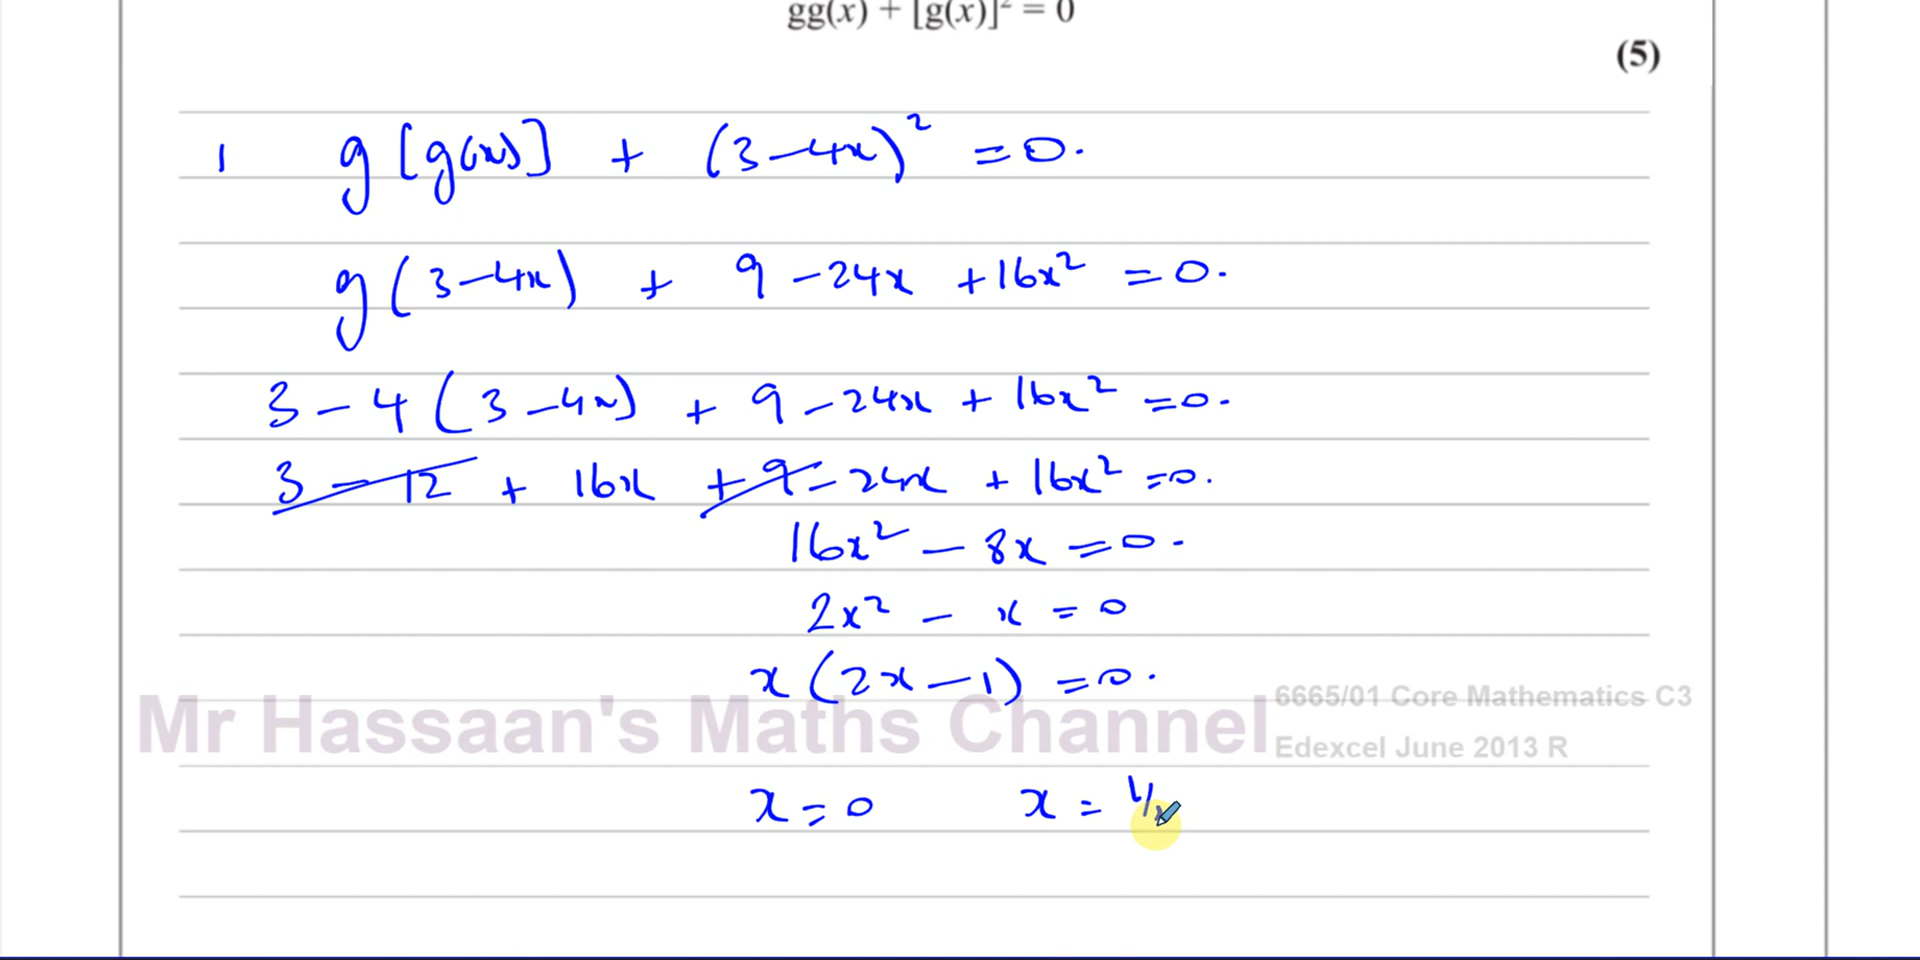 gg(x) + [g(x)]² = 0
(5)
1 g[g(x)] + (3-4x)² = 0.
g(3-4x) + 9 - 24x + 16x² = 0.
3 - 4(3-4x) + 9 - 24x + 16x² = 0.
3 - 12 + 16x + 9 - 24x + 16x² = 0.
16x² - 8x = 0.
2x² - x = 0
x(2x - 1) = 0.
Mr Hassaan's Maths Channel
6665/01 Core Mathematics C3
Edexcel June 2013 R
x = 0 x = 1/